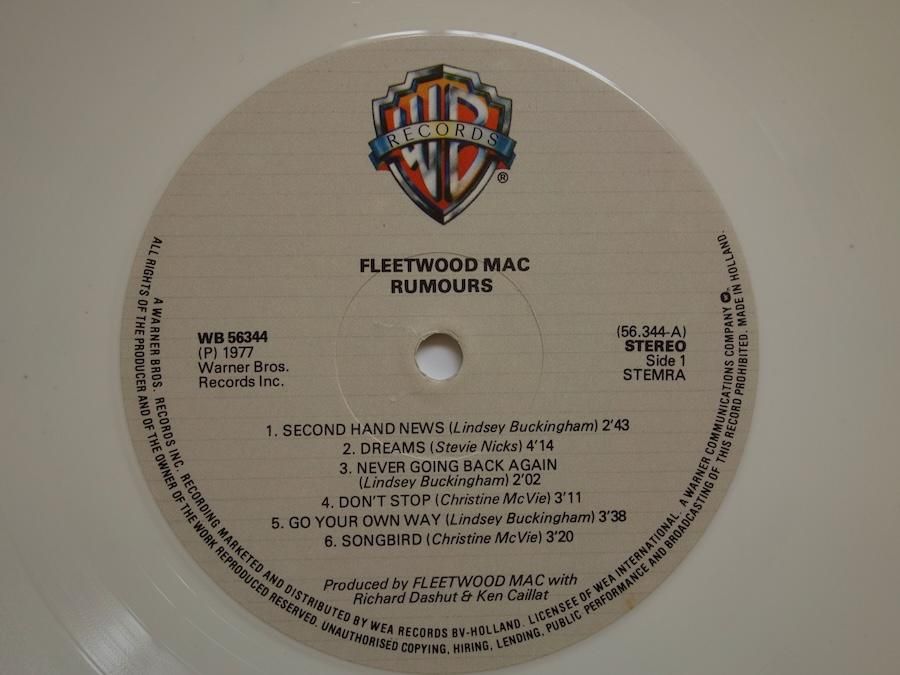 WB
RECORDS
®
FLEETWOOD MAC
RUMOURS
WB 56344
(P) 1977
Warner Bros.
Records Inc.
(56.344-A)
STEREO
Side 1
STEMRA
1. SECOND HAND NEWS (Lindsey Buckingham) 2'43
2. DREAMS (Stevie Nicks) 4'14
3. NEVER GOING BACK AGAIN
(Lindsey Buckingham) 2'02
4. DON'T STOP (Christine McVie) 3'11
5. GO YOUR OWN WAY (Lindsey Buckingham) 3'38
6. SONGBIRD (Christine McVie) 3'20
Produced by FLEETWOOD MAC with
Richard Dashut & Ken Caillat
A WARNER BROS. RECORDS INC. RECORDING MARKETED AND DISTRIBUTED BY WEA RECORDS BV-HOLLAND. LICENSEE OF WEA INTERNATIONAL. A WARNER COMMUNICATIONS COMPANY
ALL RIGHTS OF THE PRODUCER AND OF THE OWNER OF THE WORK REPRODUCED RESERVED. UNAUTHORISED COPYING, HIRING, LENDING, PUBLIC PERFORMANCE AND BROADCASTING OF THIS RECORD PROHIBITED. MADE IN HOLLAND.